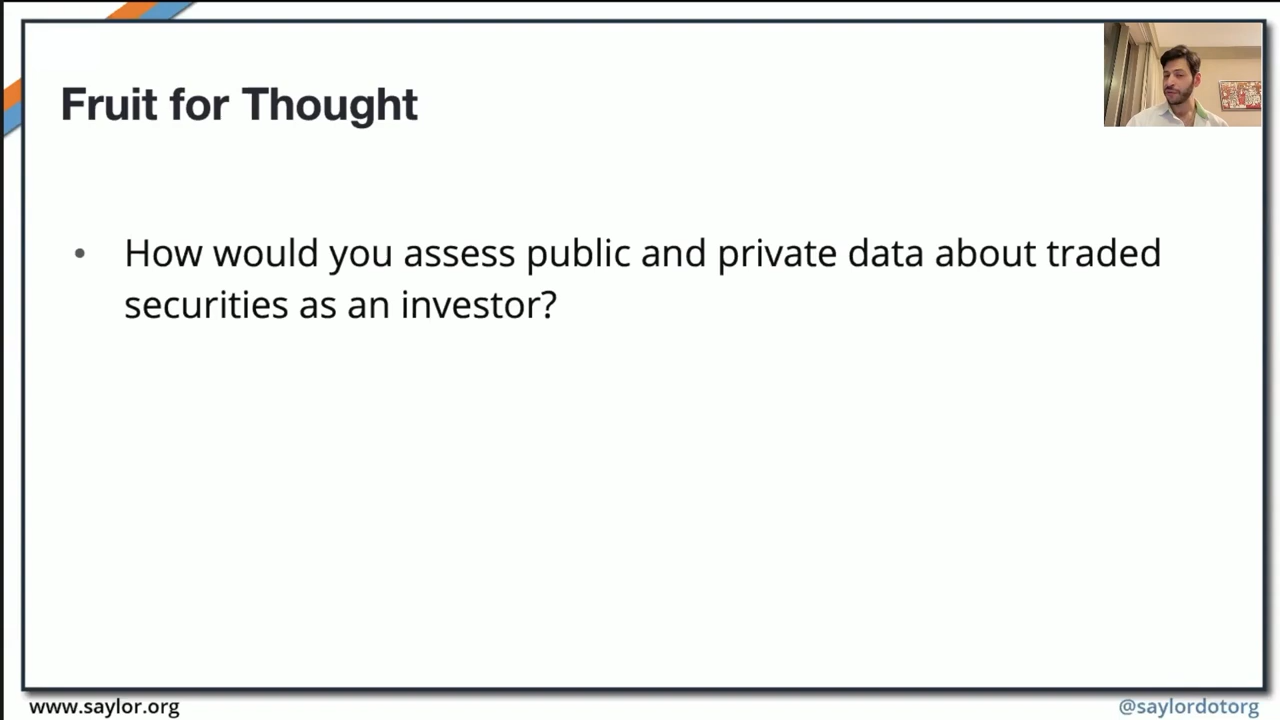 Fruit for Thought
• How would you assess public and private data about traded
securities as an investor?
www.saylor.org
@saylordotorg